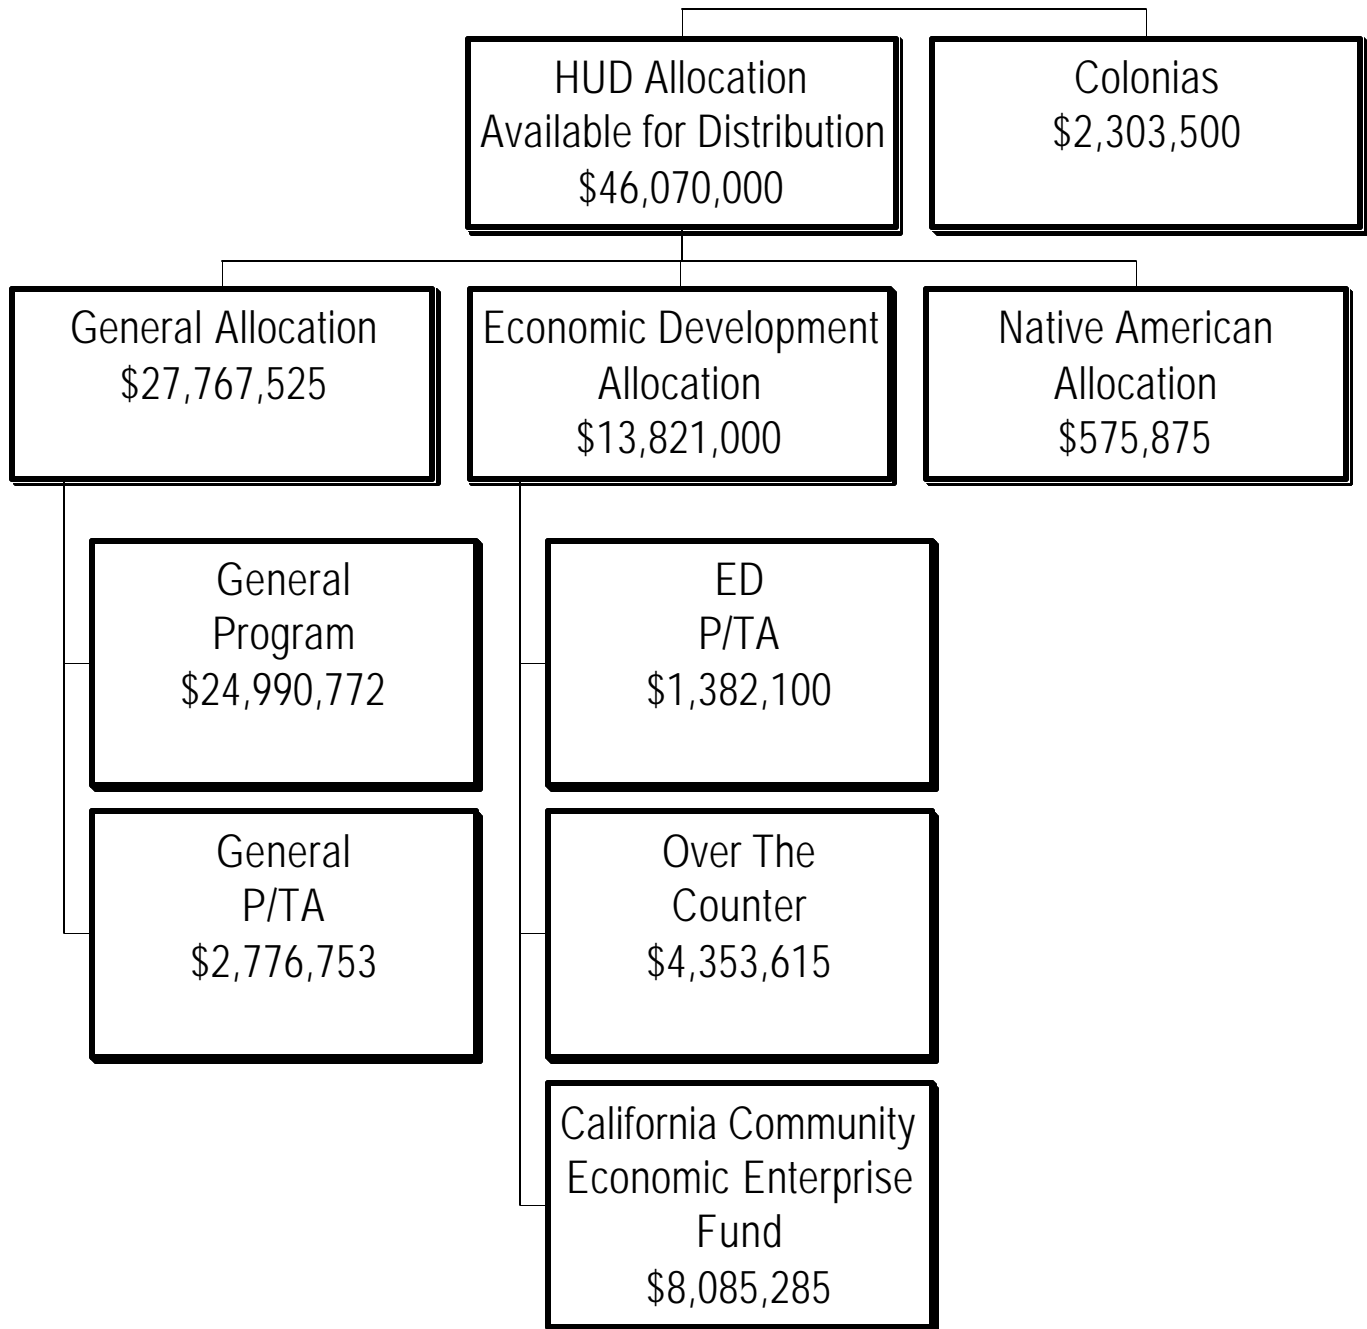 HUD Allocation
Available for Distribution
$46,070,000
Colonias
$2,303,500
General Allocation
$27,767,525
Economic Development
Allocation
$13,821,000
Native American
Allocation
$575,875
General
Program
$24,990,772
ED
P/TA
$1,382,100
General
P/TA
$2,776,753
Over The
Counter
$4,353,615
California Community
Economic Enterprise
Fund
$8,085,285